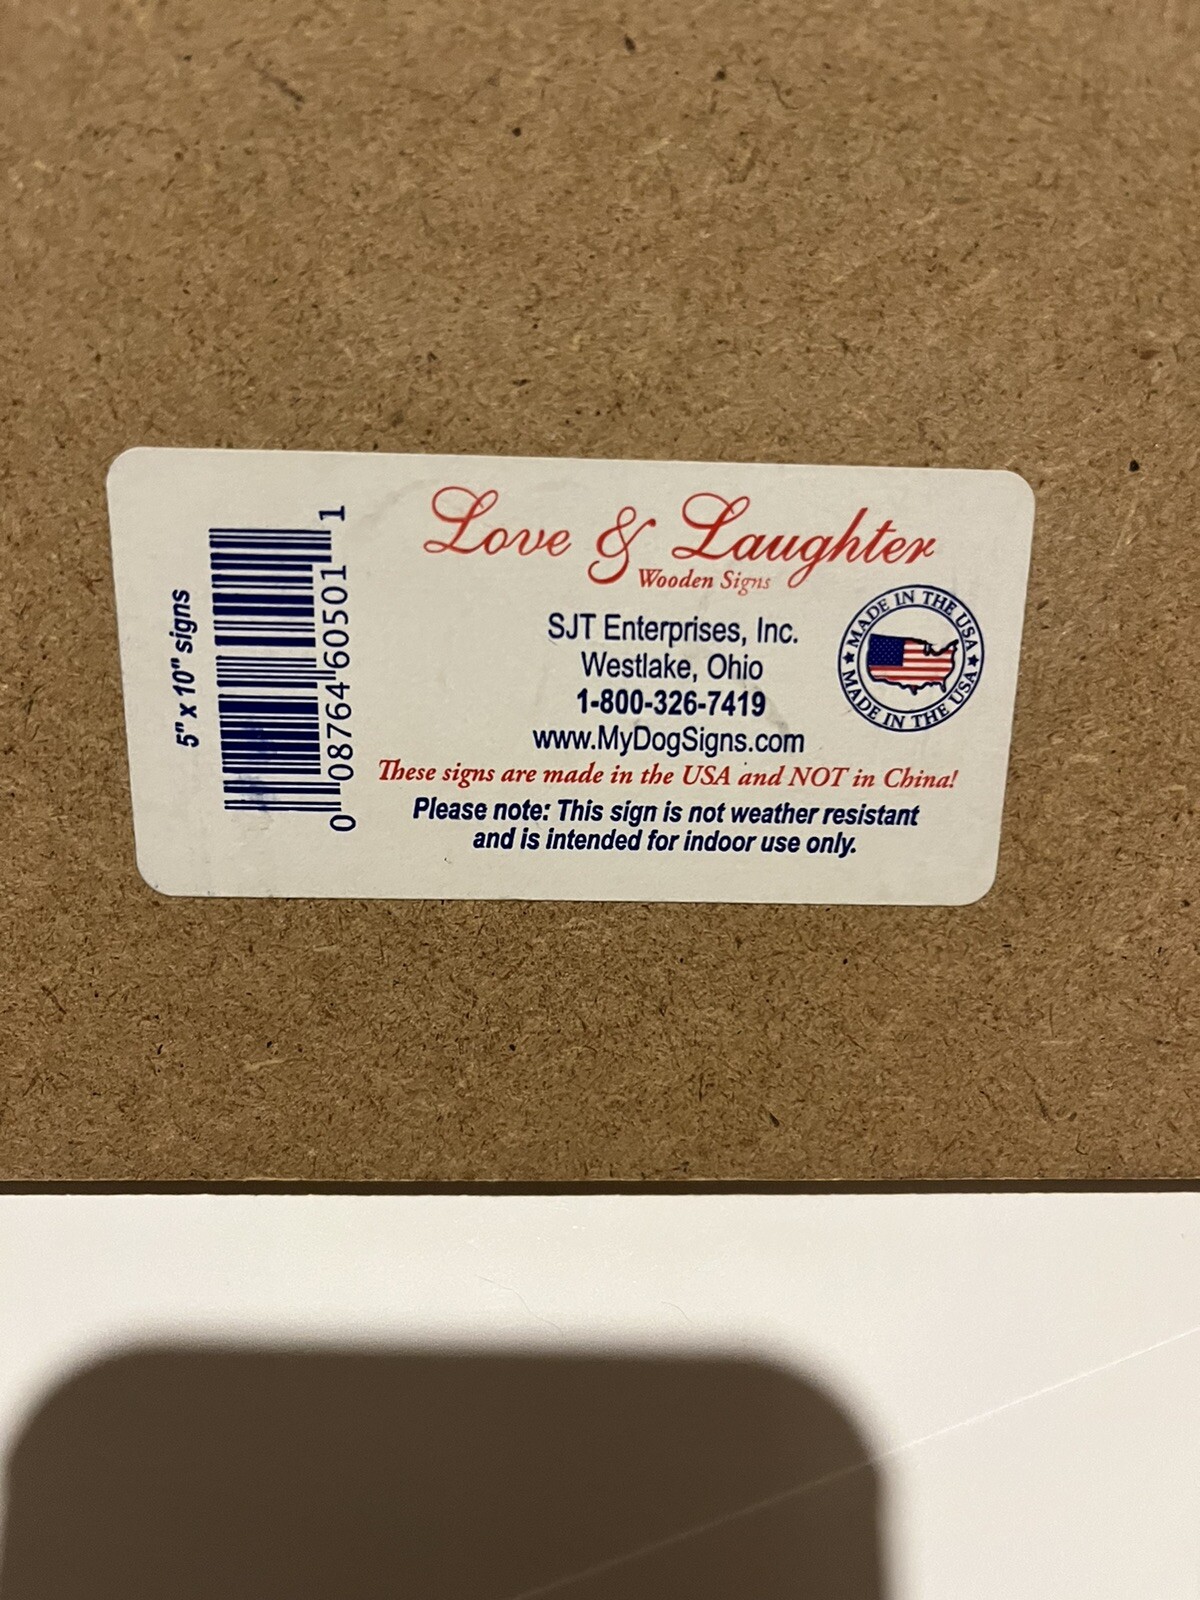 Love & Laughter
Wooden Signs
SJT Enterprises, Inc.
Westlake, Ohio
1-800-326-7419
www.MyDogSigns.com
These signs are made in the USA and NOT in China!
Please note: This sign is not weather resistant
and is intended for indoor use only.
MADE IN THE USA
MADE IN THE USA
5" x 10" signs
0 08764 60501 1